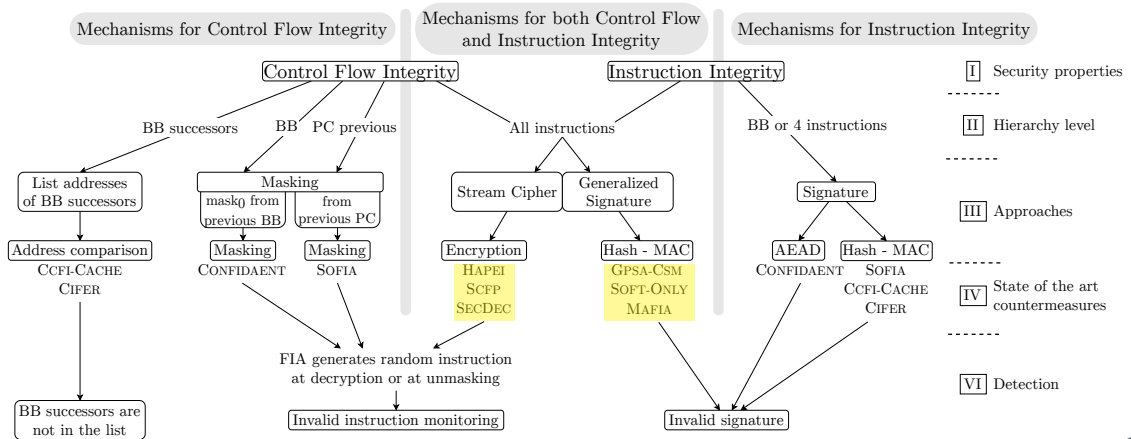 Mechanisms for Control Flow Integrity
Mechanisms for both Control Flow
and Instruction Integrity
Mechanisms for Instruction Integrity
Control Flow Integrity
Instruction Integrity
I Security properties
BB successors
BB
PC previous
All instructions
BB or 4 instructions
II Hierarchy level
List addresses
of BB successors
Masking
mask0 from
previous BB
from
previous PC
Stream Cipher
Generalized
Signature
Signature
III Approaches
Address comparison
CCFI-CACHE
CIFER
Masking
CONFIDAENT
Masking
SOFIA
Encryption
HAPEI
SCFP
SECDEC
Hash - MAC
GPSA-CSM
SOFT-ONLY
MAFIA
AEAD
CONFIDAENT
Hash - MAC
SOFIA
CCFI-CACHE
CIFER
IV State of the art
countermeasures
FIA generates random instruction
at decryption or at unmasking
VI Detection
BB successors are
not in the list
Invalid instruction monitoring
Invalid signature